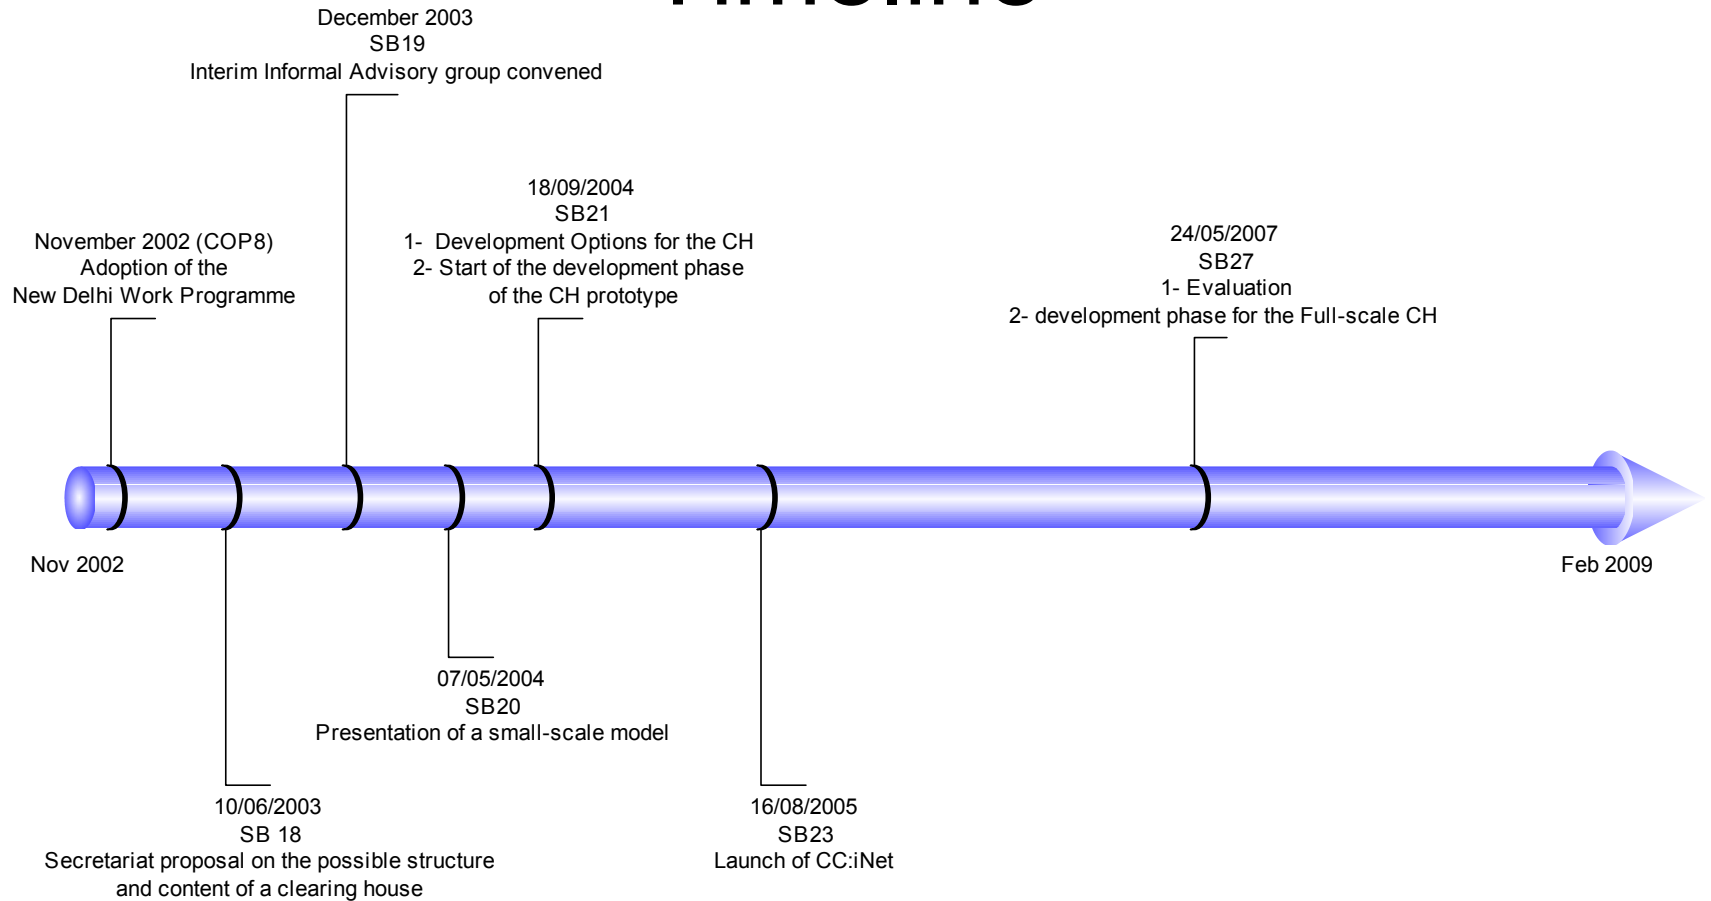 Timeline
December 2003
SB19
Interim Informal Advisory group convened
18/09/2004
SB21
1- Development Options for the CH
2- Start of the development phase
of the CH prototype
November 2002 (COP8)
Adoption of the
New Delhi Work Programme
24/05/2007
SB27
1- Evaluation
2- development phase for the Full-scale CH
Nov 2002
Feb 2009
07/05/2004
SB20
Presentation of a small-scale model
10/06/2003
SB 18
Secretariat proposal on the possible structure
and content of a clearing house
16/08/2005
SB23
Launch of CC:iNet